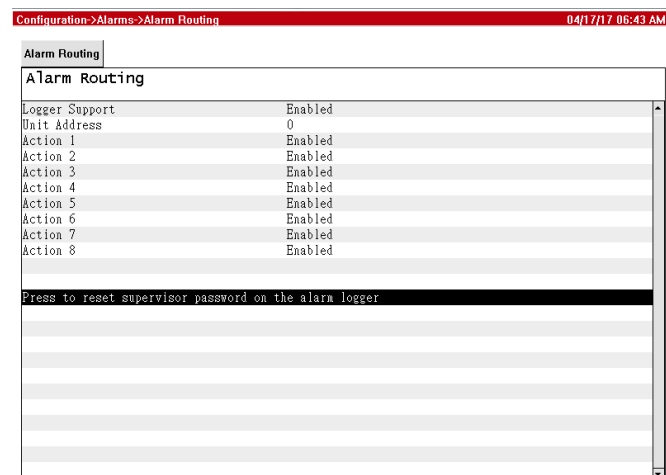 Configuration->Alarms->Alarm Routing 04/17/17 06:43 AM
Alarm Routing
Alarm Routing
Logger Support Enabled
Unit Address 0
Action 1 Enabled
Action 2 Enabled
Action 3 Enabled
Action 4 Enabled
Action 5 Enabled
Action 6 Enabled
Action 7 Enabled
Action 8 Enabled
Press to reset supervisor password on the alarm logger